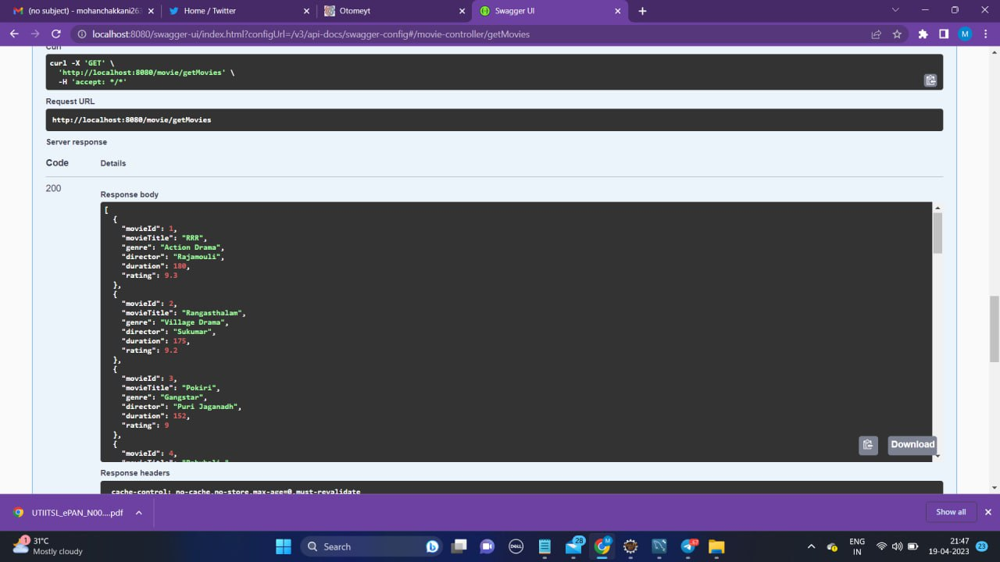 (no subject) - mohanchakkani263
Home / Twitter
Otomeyt
Swagger UI
localhost:8080/swagger-ui/index.html?configUrl=/v3/api-docs/swagger-config#/movie-controller/getMovies
M
Curl
curl -X 'GET' \
'http://localhost:8080/movie/getMovies' \
-H 'accept: */*'
Request URL
http://localhost:8080/movie/getMovies
Server response
Code Details
200
Response body
[
{
"movieId": 1,
"movieTitle": "RRR",
"genre": "Action Drama",
"director": "Rajamouli",
"duration": 180,
"rating": 9.3
},
{
"movieId": 2,
"movieTitle": "Rangasthalam",
"genre": "Village Drama",
"director": "Sukumar",
"duration": 175,
"rating": 9.2
},
{
"movieId": 3,
"movieTitle": "Pokiri",
"genre": "Gangstar",
"director": "Puri Jaganadh",
"duration": 152,
"rating": 9
},
{
"movieId": 4,
Download
Response headers
cache-control: no-cache,no-store,max-age=0,must-revalidate
UTIITSL_ePAN_N00....pdf
Show all
1
31°C
Mostly cloudy
Search
DELL
28
M
57
ENG
IN
21:47
19-04-2023
23